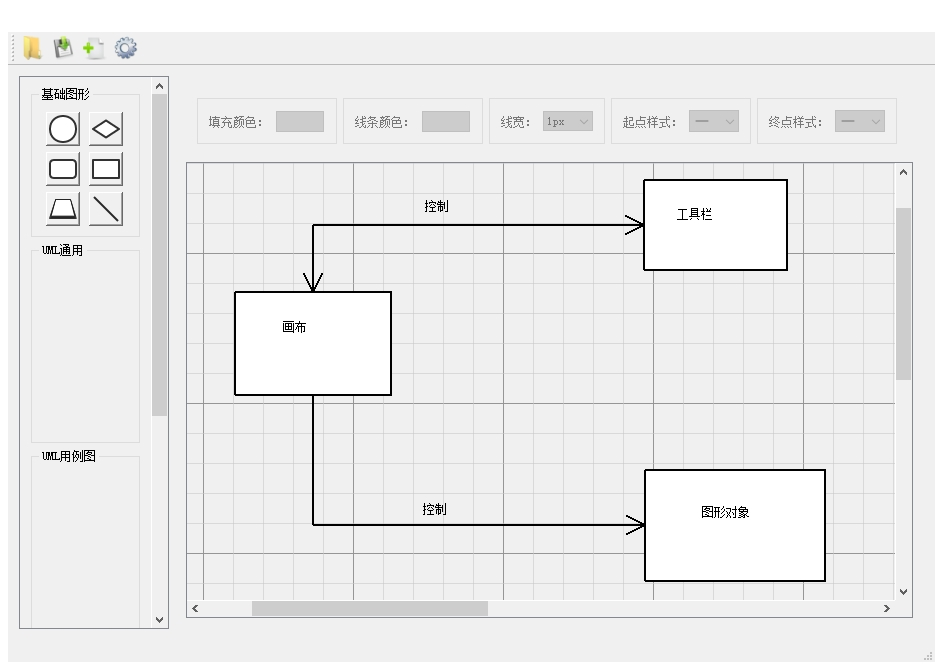 基础图形
UML通用
UML用例图
填充颜色：
线条颜色：
线宽：
1px
起点样式：
终点样式：
控制
工具栏
画布
控制
图形对象